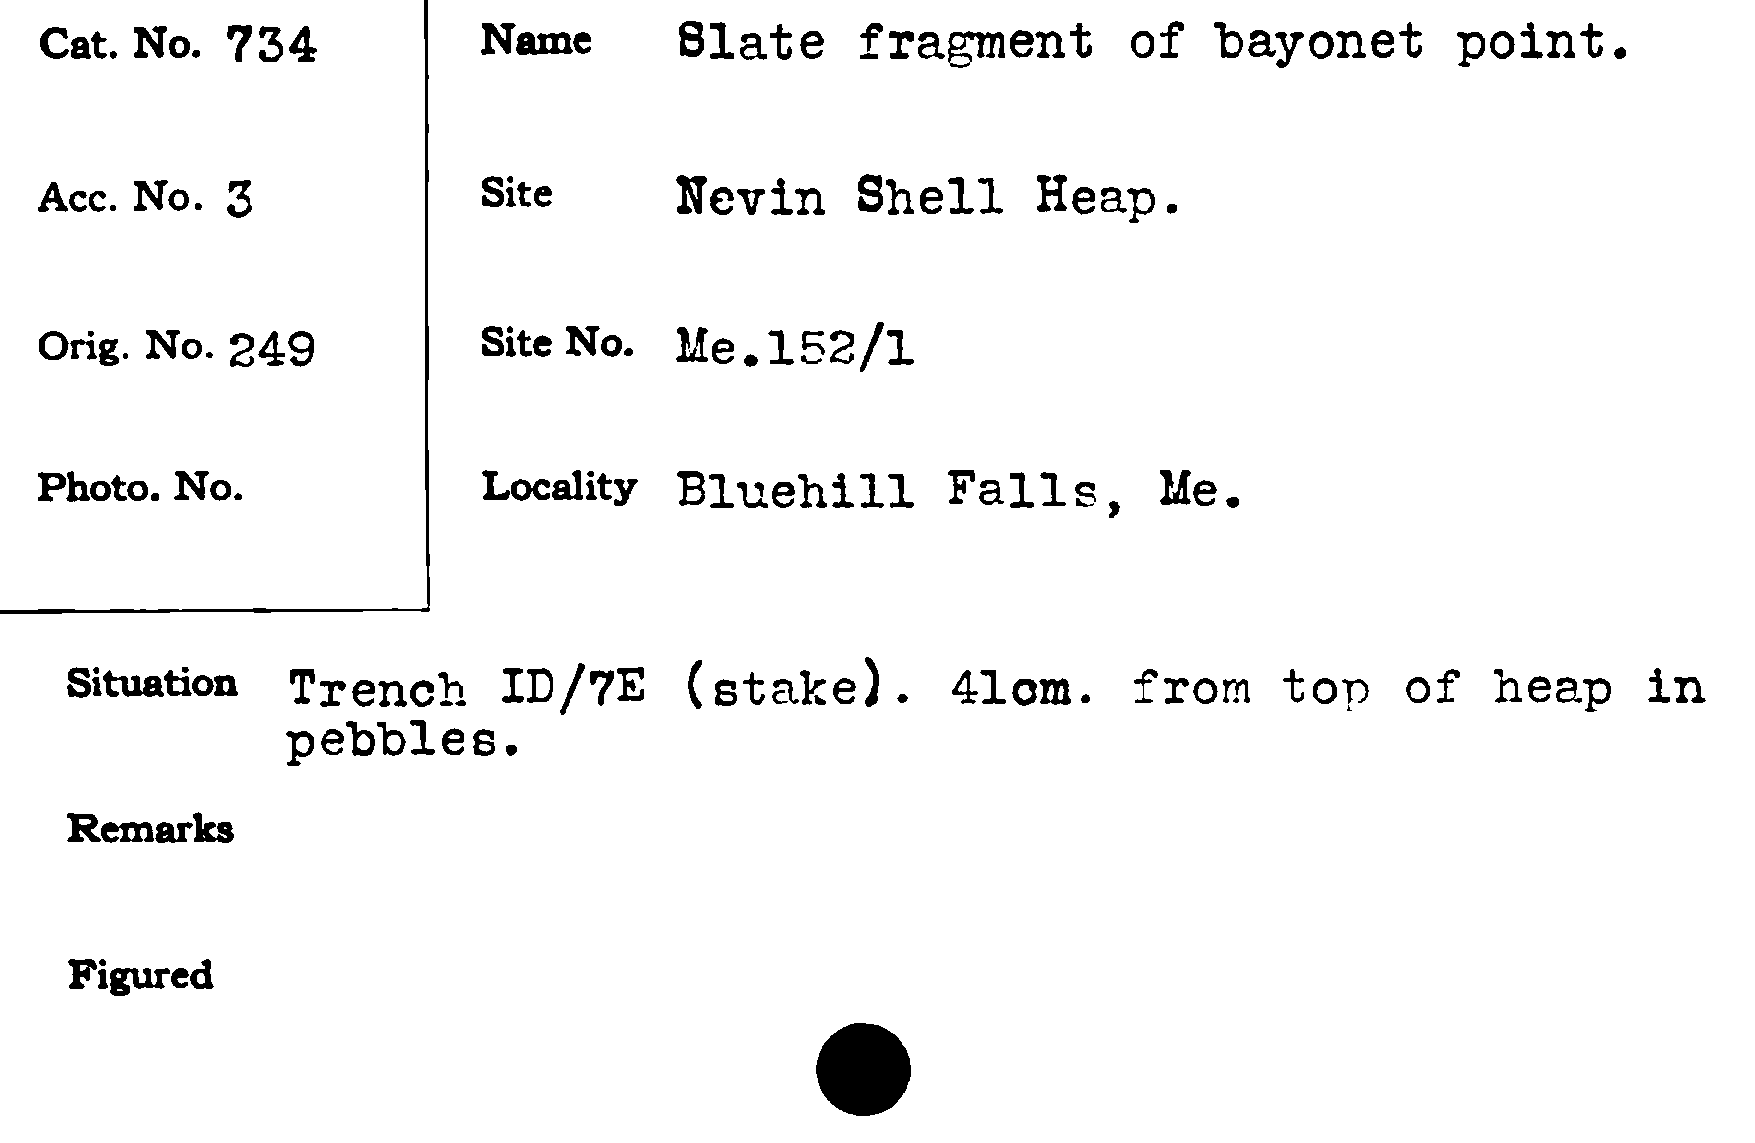 Cat. No. 734
Name Slate fragment of bayonet point.
Acc. No. 3
Site Nevin Shell Heap.
Orig. No. 249
Site No. Me.152/1
Photo. No.
Locality Bluehill Falls, Me.
Situation Trench ID/7E (stake). 41cm. from top of heap in
pebbles.
Remarks
Figured